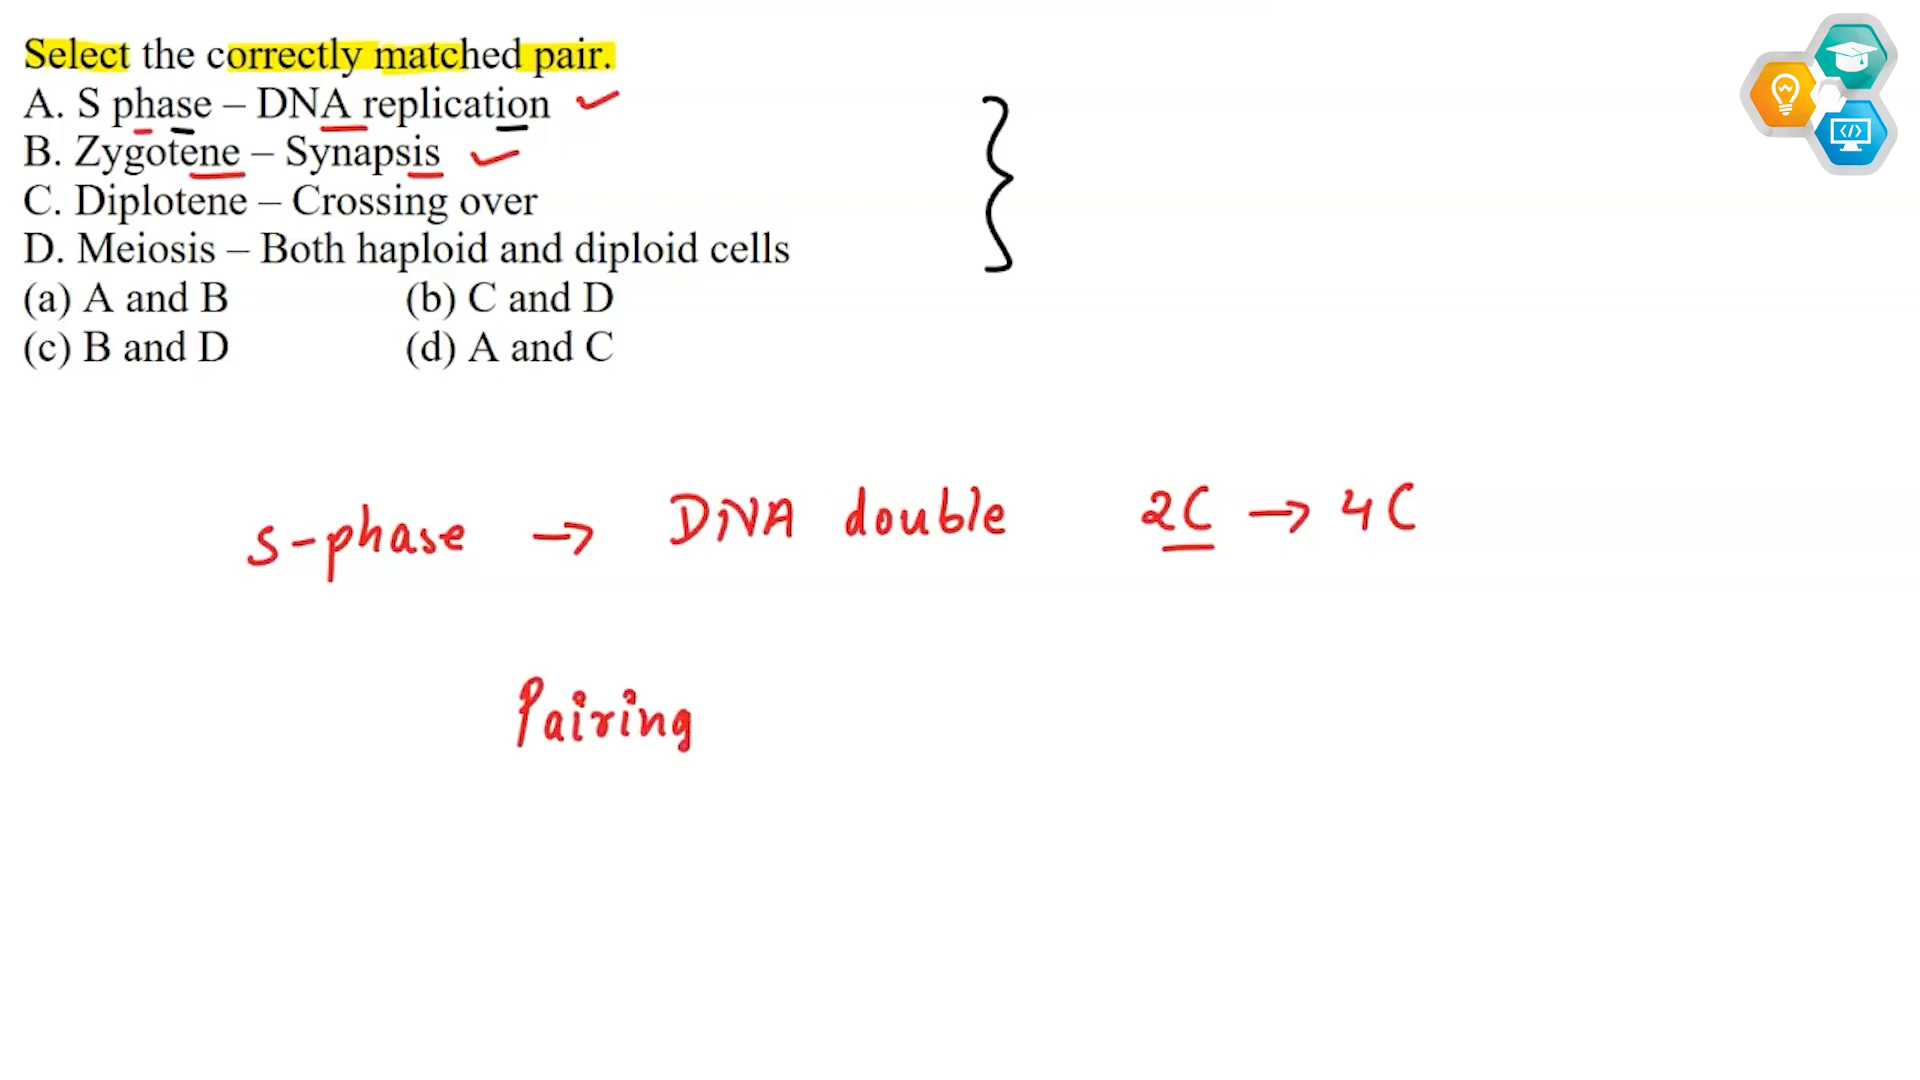 Select the correctly matched pair.
A. S phase – DNA replication
B. Zygotene – Synapsis
C. Diplotene – Crossing over
D. Meiosis – Both haploid and diploid cells
(a) A and B (b) C and D
(c) B and D (d) A and C
s-phase → DNA double 2C → 4C
Pairing